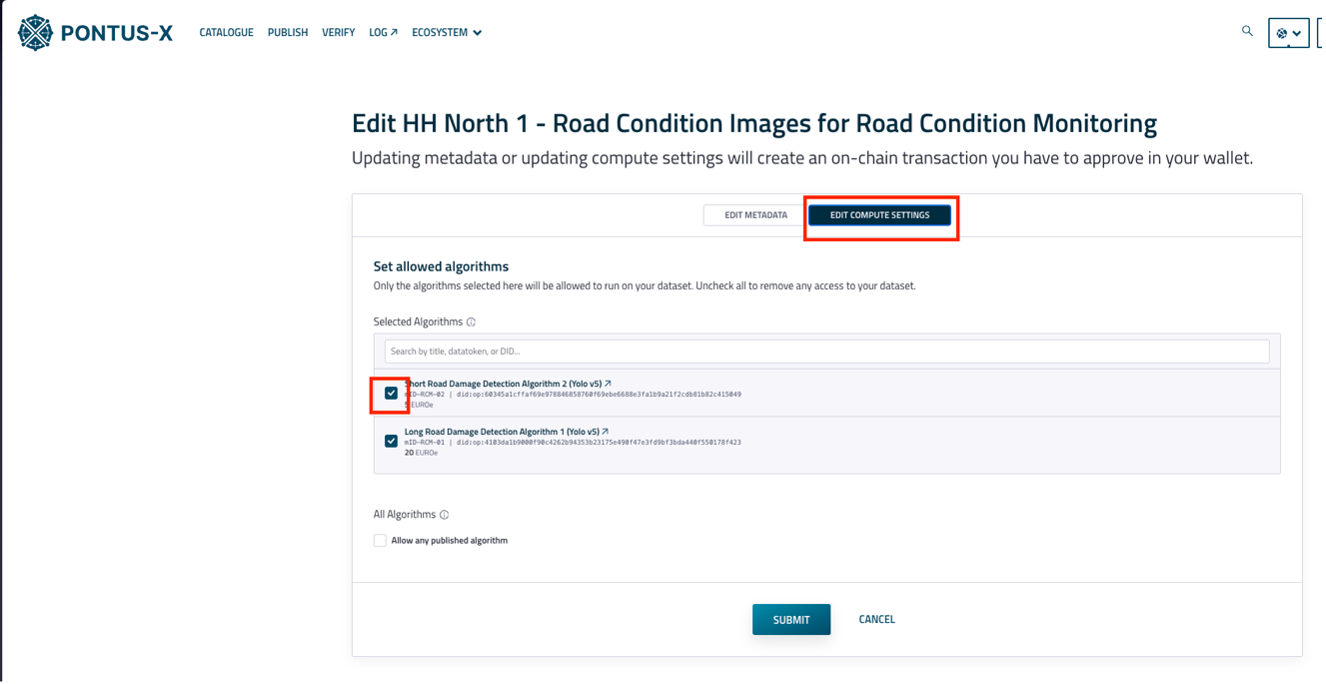 PONTUS-X
CATALOGUE PUBLISH VERIFY LOG ECOSYSTEM
Edit HH North 1 - Road Condition Images for Road Condition Monitoring
Updating metadata or updating compute settings will create an on-chain transaction you have to approve in your wallet.
EDIT METADATA EDIT COMPUTE SETTINGS
Set allowed algorithms
Only the algorithms selected here will be allowed to run on your dataset. Uncheck all to remove any access to your dataset.
Selected Algorithms
Search by title, datatoken, or DID...
Short Road Damage Detection Algorithm 2 (Yolo v5)
mID-RCM-02 | did:op:60345a1cffaf69e978846858760f69ebe6688e3fa1b9a21f2cdb81b82c415049
5 EUROe
Long Road Damage Detection Algorithm 1 (Yolo v5)
mID-RCM-01 | did:op:4103da1b9000f90c4262b94353b23175e490f47e3fd9bf3bda440f550178f423
20 EUROe
All Algorithms
Allow any published algorithm
SUBMIT CANCEL